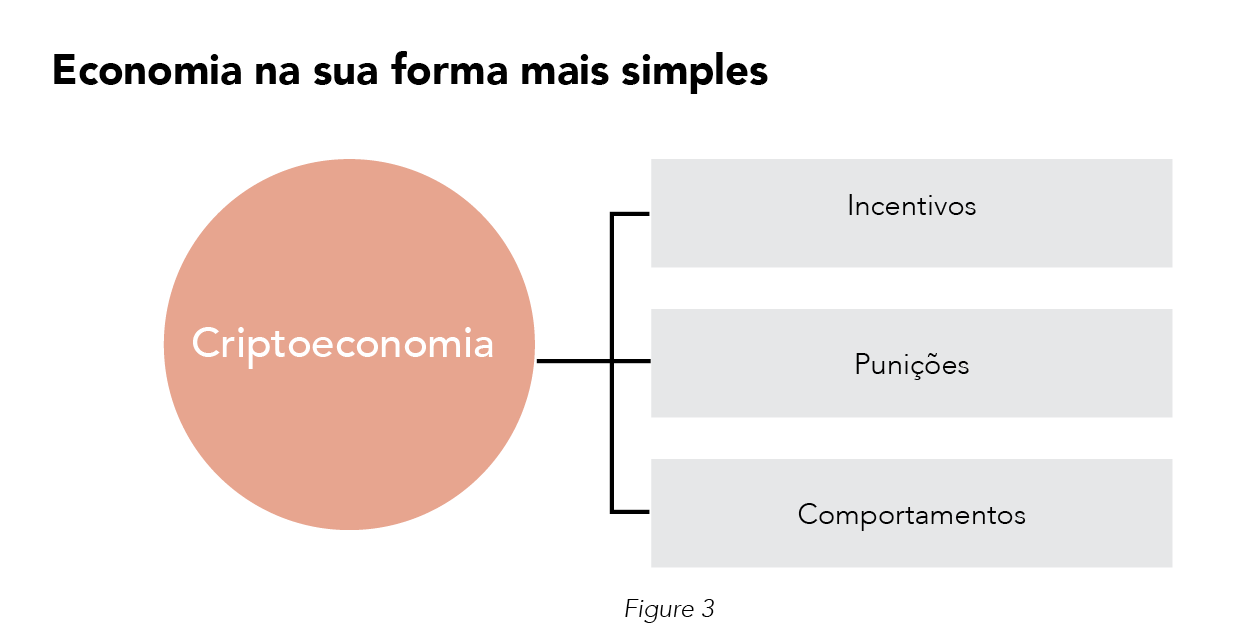 Economia na sua forma mais simples
Criptoeconomia
Incentivos
Punições
Comportamentos
Figure 3